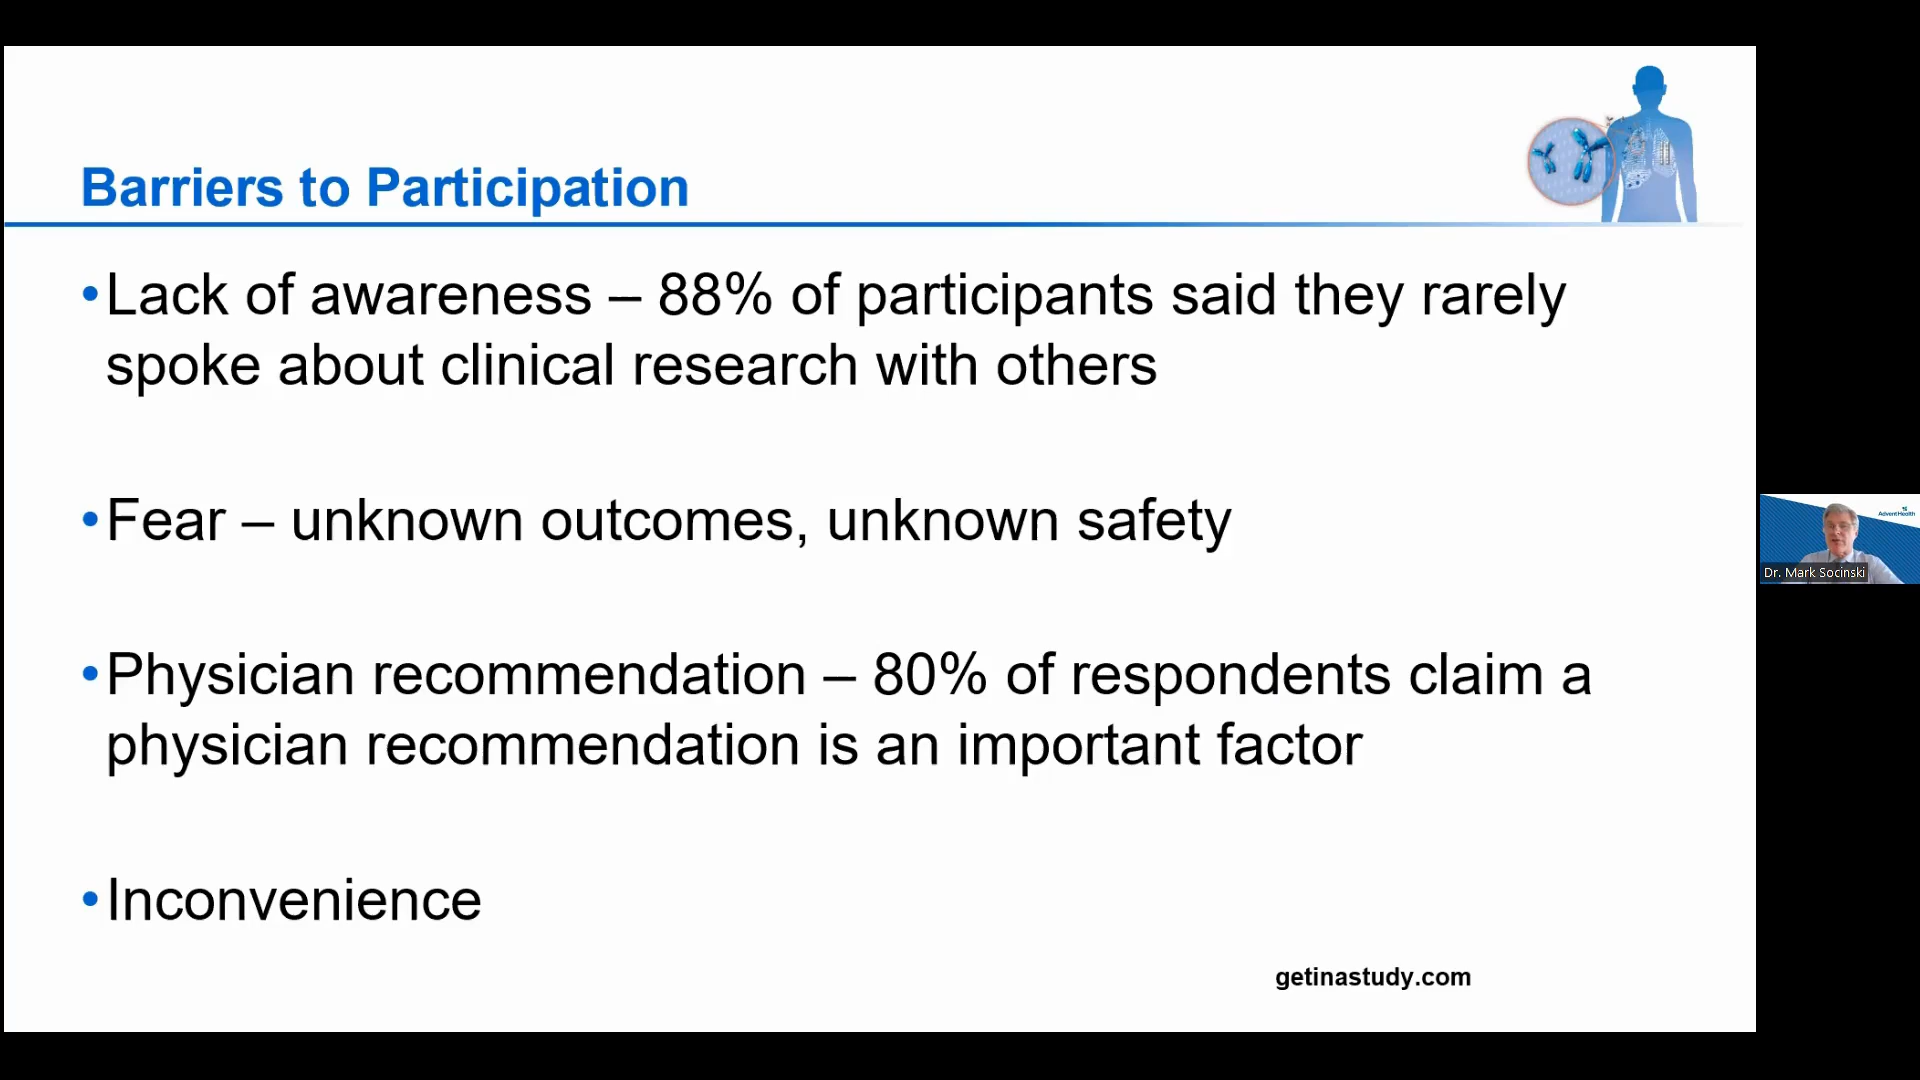 Barriers to Participation
•Lack of awareness – 88% of participants said they rarely
spoke about clinical research with others
•Fear – unknown outcomes, unknown safety
•Physician recommendation – 80% of respondents claim a
physician recommendation is an important factor
•Inconvenience
getinastudy.com
AdventHealth
Dr. Mark Socinski